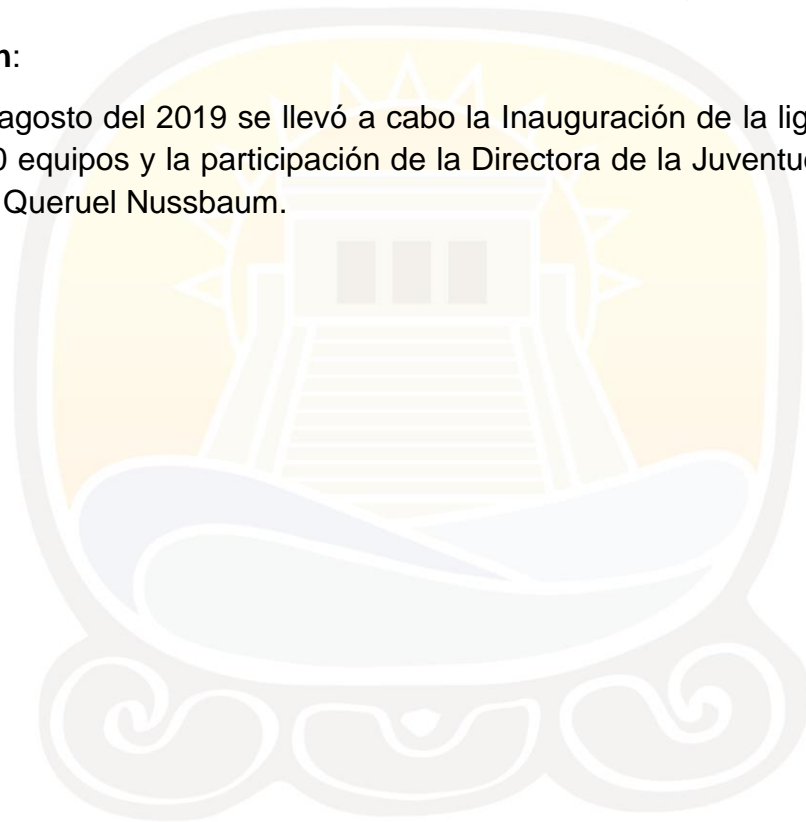 n:
agosto del 2019 se llevó a cabo la Inauguración de la lig
0 equipos y la participación de la Directora de la Juventu
Queruel Nussbaum.